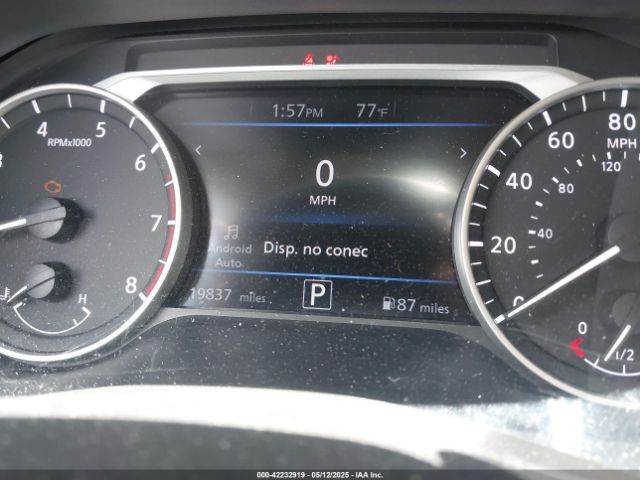 1:57PM 77°F
0
MPH
Android
Auto
Disp. no conec
19837 miles
P
87 miles
3 4 5 6 7 8
RPMx1000
H
0 20 40 60 80
MPH
40 80 120
0 1/2
000-42232919 - 05/12/2025 - IAA Inc.